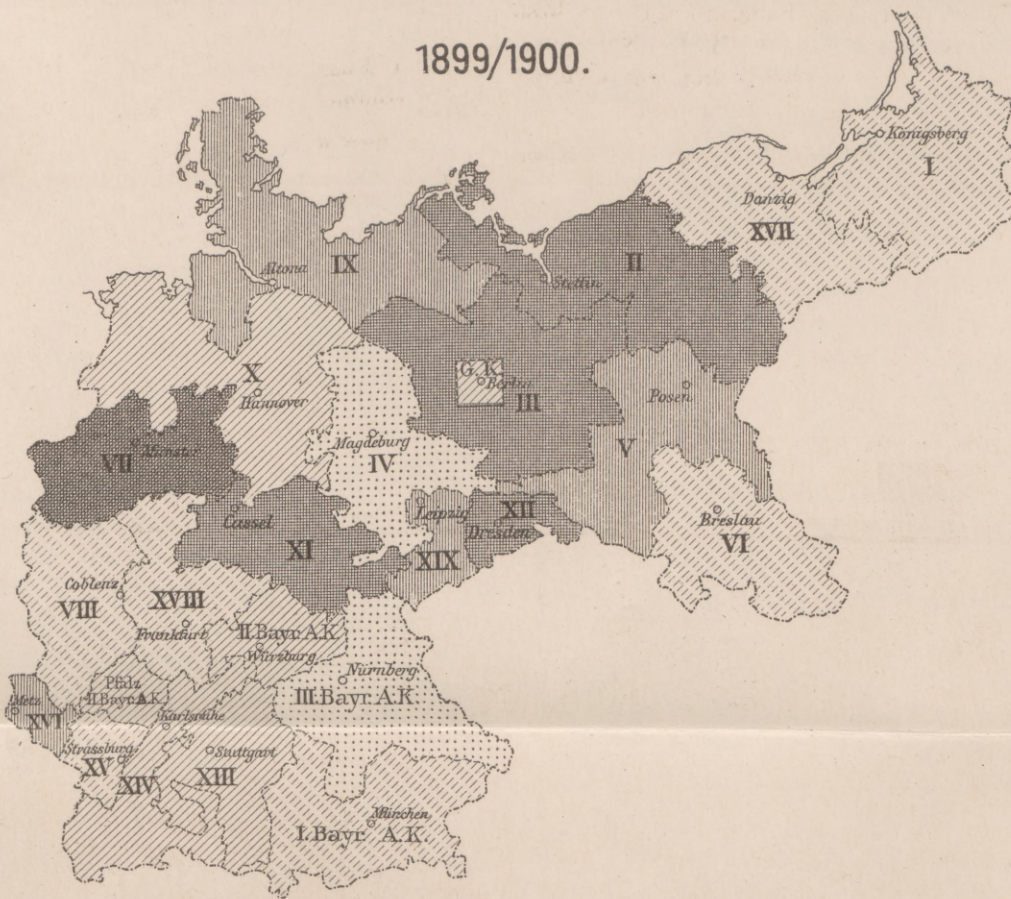 1899/1900.
Königsberg
I
Danzig
XVII
Altona
IX
II
Stettin
X
Hannover
G.K.
Berlin
III
Posen
V
VII
Münster
Magdeburg
IV
Cassel
XI
Leipzig
XIX
XII
Dresden
Breslau
VI
Coblenz
VIII
XVIII
Frankfurt
II.Bayr.A.K.
Würzburg
Pfalz
II.Bayr.A.K.
Nürnberg
III.Bayr.A.K.
Metz
XVI
Karlsruhe
Strassburg
XV
XIV
Stuttgart
XIII
München
I.Bayr. A.K.